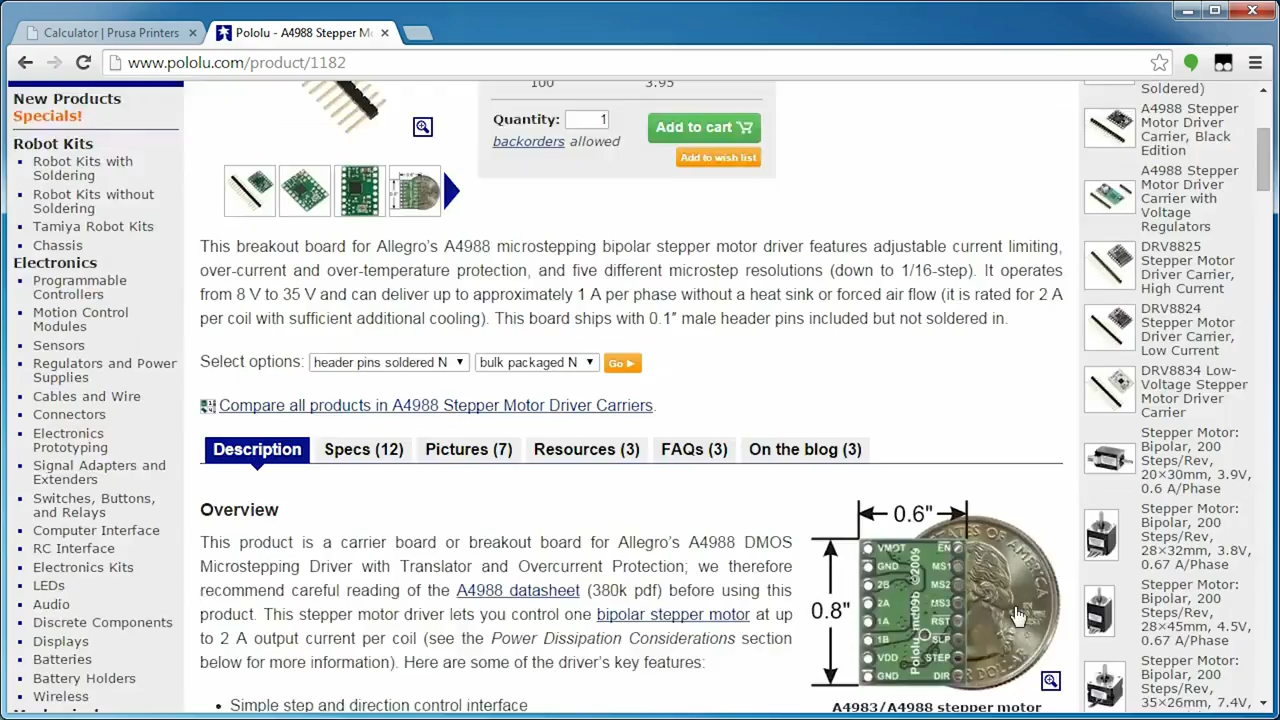 Calculator | Prusa Printers
Pololu - A4988 Stepper Mo
www.pololu.com/product/1182
New Products
Specials!
Robot Kits
Robot Kits with
Soldering
Robot Kits without
Soldering
Tamiya Robot Kits
Chassis
Electronics
Programmable
Controllers
Motion Control
Modules
Sensors
Regulators and Power
Supplies
Cables and Wire
Connectors
Electronics
Prototyping
Signal Adapters and
Extenders
Switches, Buttons,
and Relays
Computer Interface
RC Interface
Electronics Kits
LEDs
Audio
Discrete Components
Displays
Batteries
Battery Holders
Wireless
100 3.95
Quantity: 1
Add to cart
backorders allowed
Add to wish list
This breakout board for Allegro's A4988 microstepping bipolar stepper motor driver features adjustable current limiting,
over-current and over-temperature protection, and five different microstep resolutions (down to 1/16-step). It operates
from 8 V to 35 V and can deliver up to approximately 1 A per phase without a heat sink or forced air flow (it is rated for 2 A
per coil with sufficient additional cooling). This board ships with 0.1″ male header pins included but not soldered in.
Select options: header pins soldered N bulk packaged N Go
Compare all products in A4988 Stepper Motor Driver Carriers.
Description Specs (12) Pictures (7) Resources (3) FAQs (3) On the blog (3)
Overview
This product is a carrier board or breakout board for Allegro's A4988 DMOS
Microstepping Driver with Translator and Overcurrent Protection; we therefore
recommend careful reading of the A4988 datasheet (380k pdf) before using this
product. This stepper motor driver lets you control one bipolar stepper motor at up
to 2 A output current per coil (see the Power Dissipation Considerations section
below for more information). Here are some of the driver's key features:
• Simple step and direction control interface
0.6"
0.8"
VMOT EN
GND MS1
2B MS2
2A MS3
1A RST
1B SLP
VDD STEP
GND DIR
Pololu md09b ©2009
A4983/A4988 stepper motor
Soldered)
A4988 Stepper
Motor Driver
Carrier, Black
Edition
A4988 Stepper
Motor Driver
Carrier with
Voltage
Regulators
DRV8825
Stepper Motor
Driver Carrier,
High Current
DRV8824
Stepper Motor
Driver Carrier,
Low Current
DRV8834 Low-
Voltage Stepper
Motor Driver
Carrier
Stepper Motor:
Bipolar, 200
Steps/Rev,
20×30mm, 3.9V,
0.6 A/Phase
Stepper Motor:
Bipolar, 200
Steps/Rev,
28×32mm, 3.8V,
0.67 A/Phase
Stepper Motor:
Bipolar, 200
Steps/Rev,
28×45mm, 4.5V,
0.67 A/Phase
Stepper Motor:
Bipolar, 200
Steps/Rev,
35×26mm, 7.4V,